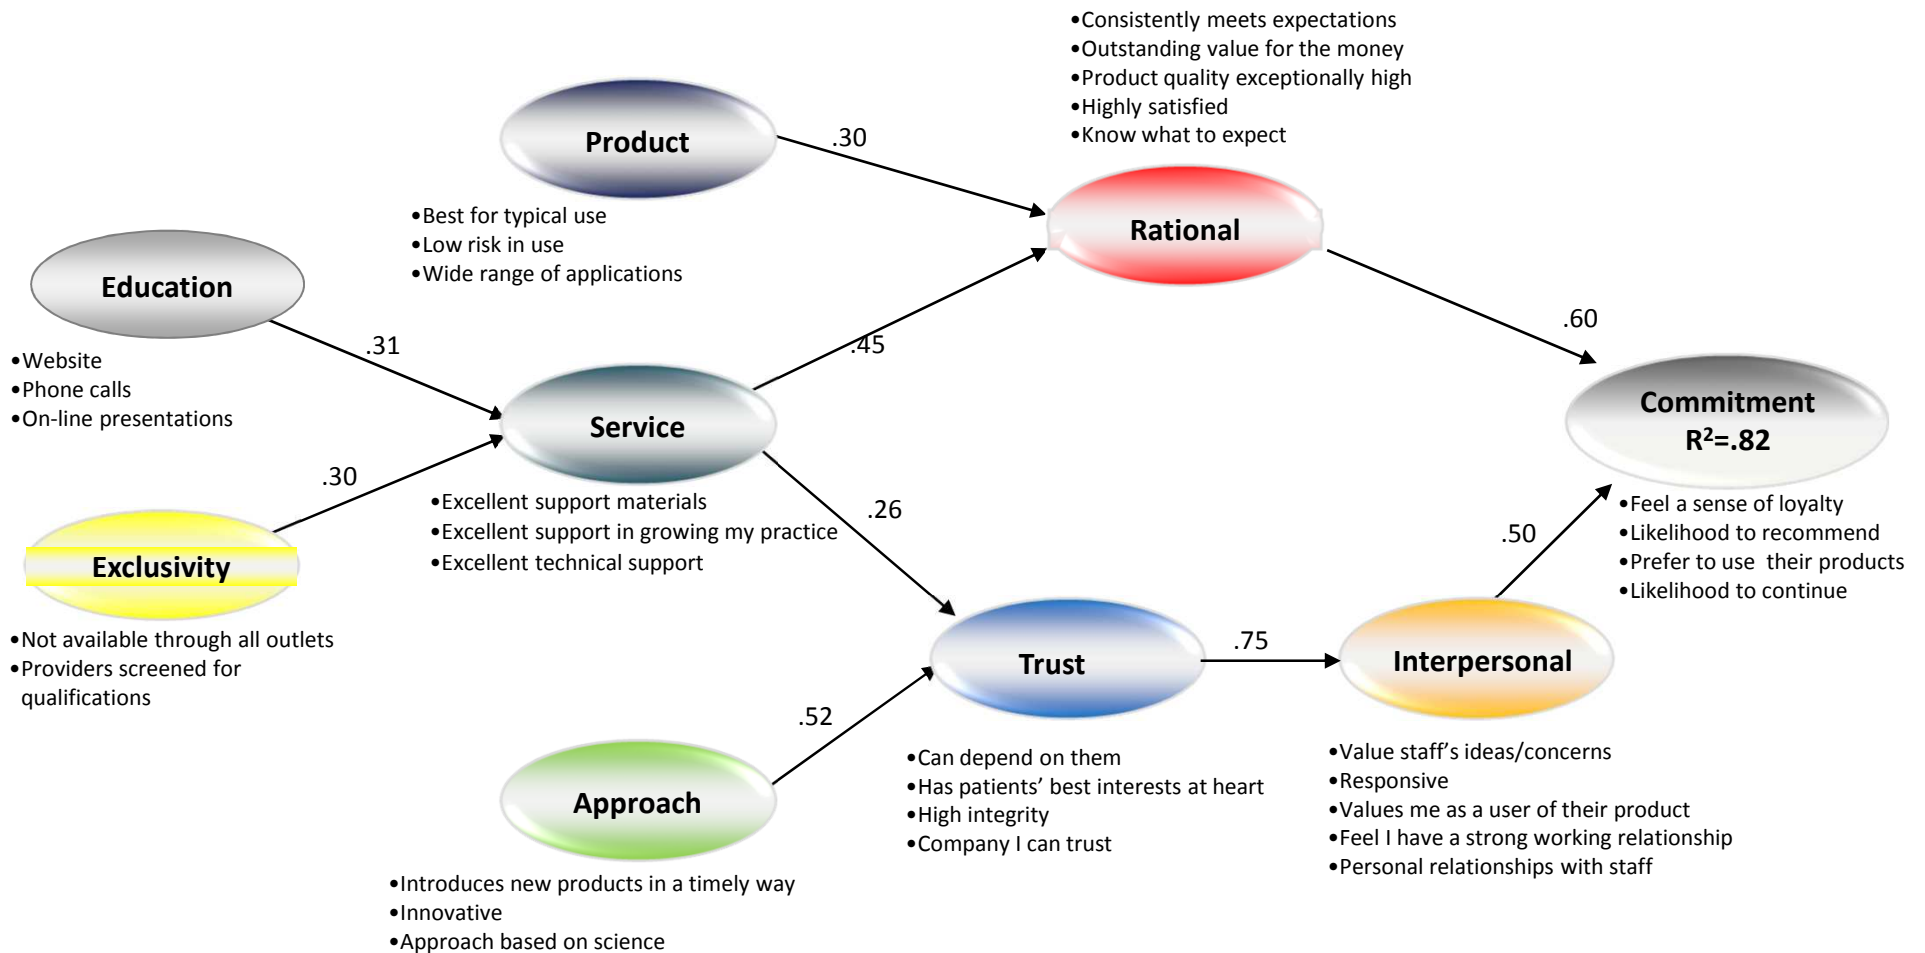 •Consistently meets expectations
•Outstanding value for the money
•Product quality exceptionally high
•Highly satisfied
•Know what to expect
Product
.30
•Best for typical use
•Low risk in use
•Wide range of applications
Rational
Education
.31
•Website
•Phone calls
•On-line presentations
.45
.60
Service
Commitment
R²=.82
.30
•Excellent support materials
•Excellent support in growing my practice
•Excellent technical support
.26
.50
•Feel a sense of loyalty
•Likelihood to recommend
•Prefer to use  their products
•Likelihood to continue
Exclusivity
•Not available through all outlets
•Providers screened for
qualifications
Trust
.75
Interpersonal
.52
Approach
•Can depend on them
•Has patients’ best interests at heart
•High integrity
•Company I can trust
•Value staff’s ideas/concerns
•Responsive
•Values me as a user of their product
•Feel I have a strong working relationship
•Personal relationships with staff
•Introduces new products in a timely way
•Innovative
•Approach based on science